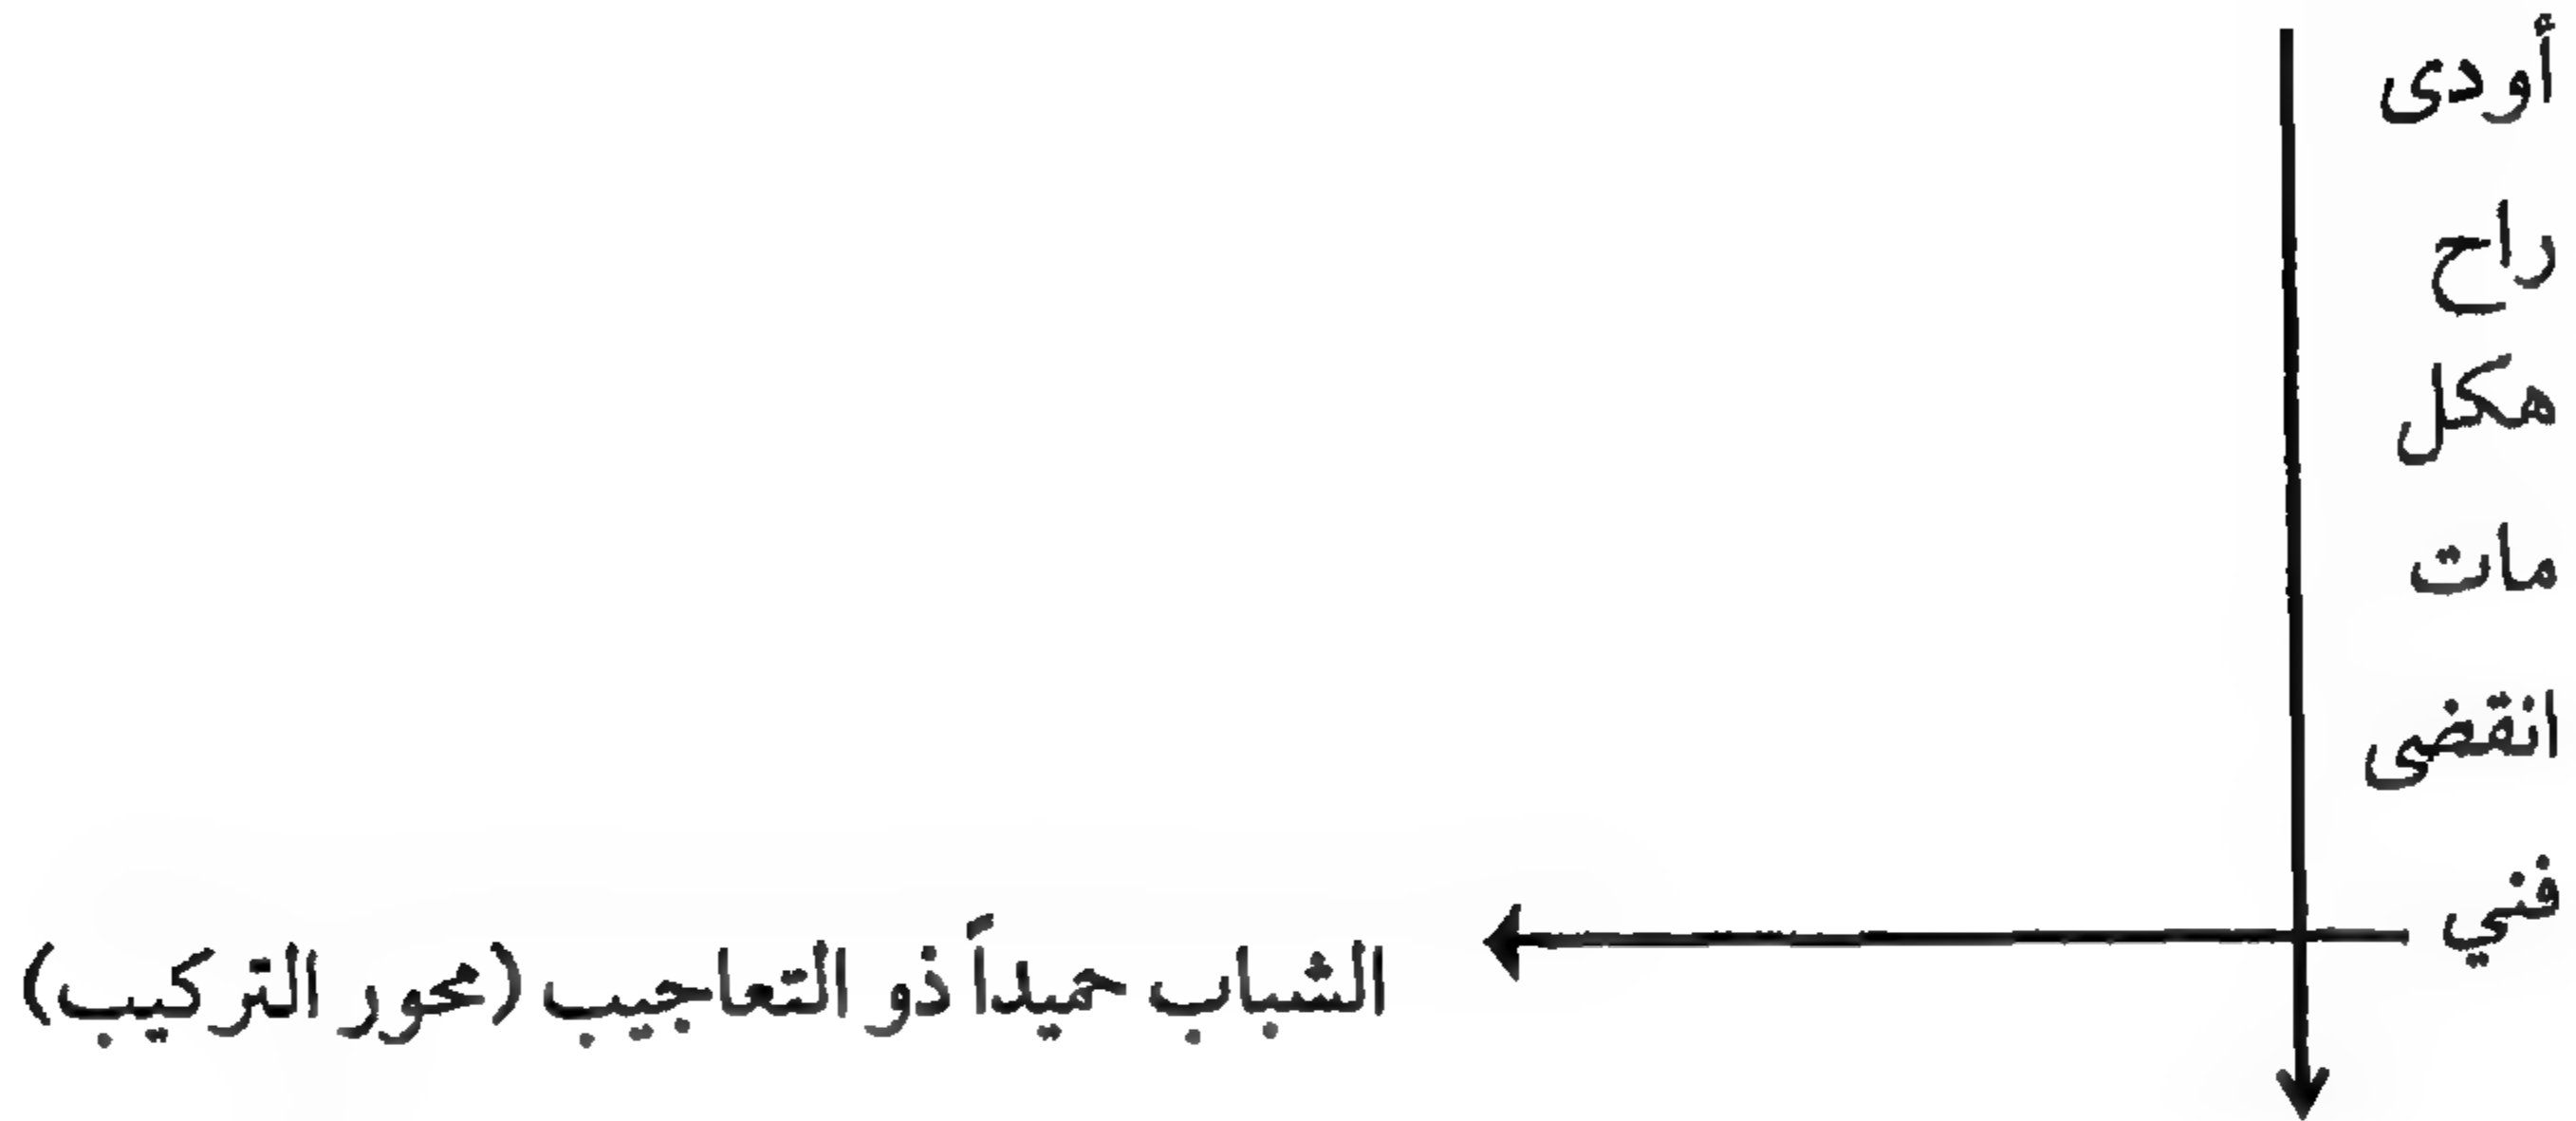 أودى
راح
هكل
مات
انقضى
فني
الشباب حميداً ذو التعاجيب (محور التركيب)